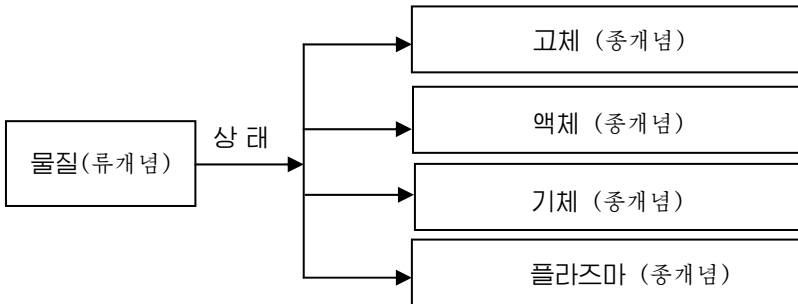 고체 (종개념)
액체 (종개념)
상 태
물질(류개념)
기체 (종개념)
플라즈마 (종개념)